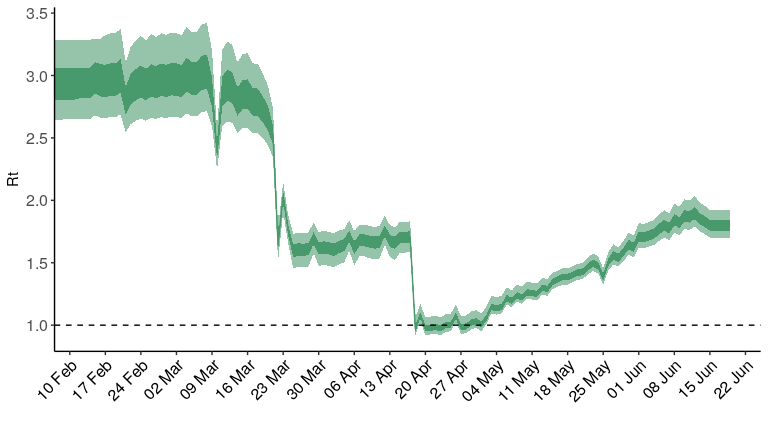 3.5
3.0
2.5
2.0
1.5
1.0
Rt
10 Feb
17 Feb
24 Feb
02 Mar
09 Mar
16 Mar
23 Mar
30 Mar
06 Apr
13 Apr
20 Apr
27 Apr
04 May
11 May
18 May
25 May
01 Jun
08 Jun
15 Jun
22 Jun